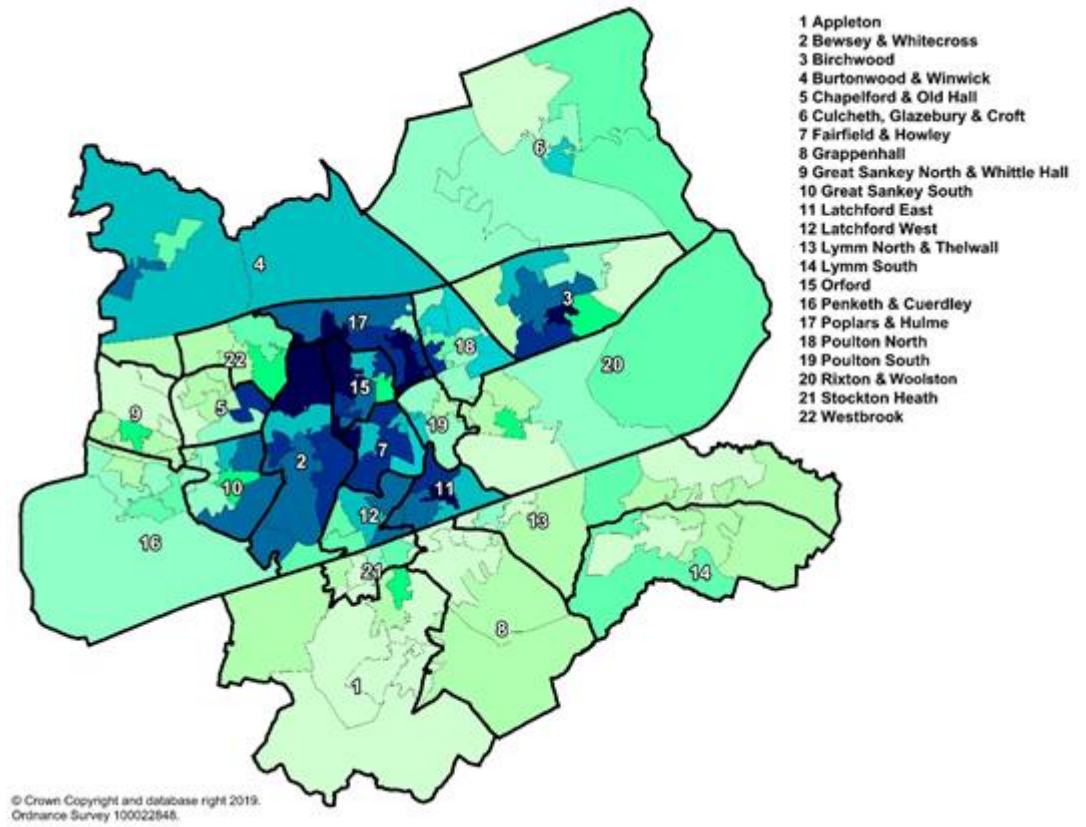 1 Appleton
2 Bewsey & Whitecross
3 Birchwood
4 Burtonwood & Winwick
5 Chapelford & Old Hall
6 Culcheth, Glazebury & Croft
7 Fairfield & Howley
8 Grappenhall
9 Great Sankey North & Whittle Hall
10 Great Sankey South
11 Latchford East
12 Latchford West
13 Lymm North & Thelwall
14 Lymm South
15 Orford
16 Penketh & Cuerdley
17 Poplars & Hulme
18 Poulton North
19 Poulton South
20 Rixton & Woolston
21 Stockton Heath
22 Westbrook
6
4
3
17
18
22
20
15
5
9
19
7
2
11
10
12
13
16
21
14
8
1
© Crown Copyright and database right 2019.
Ordnance Survey 100022848.